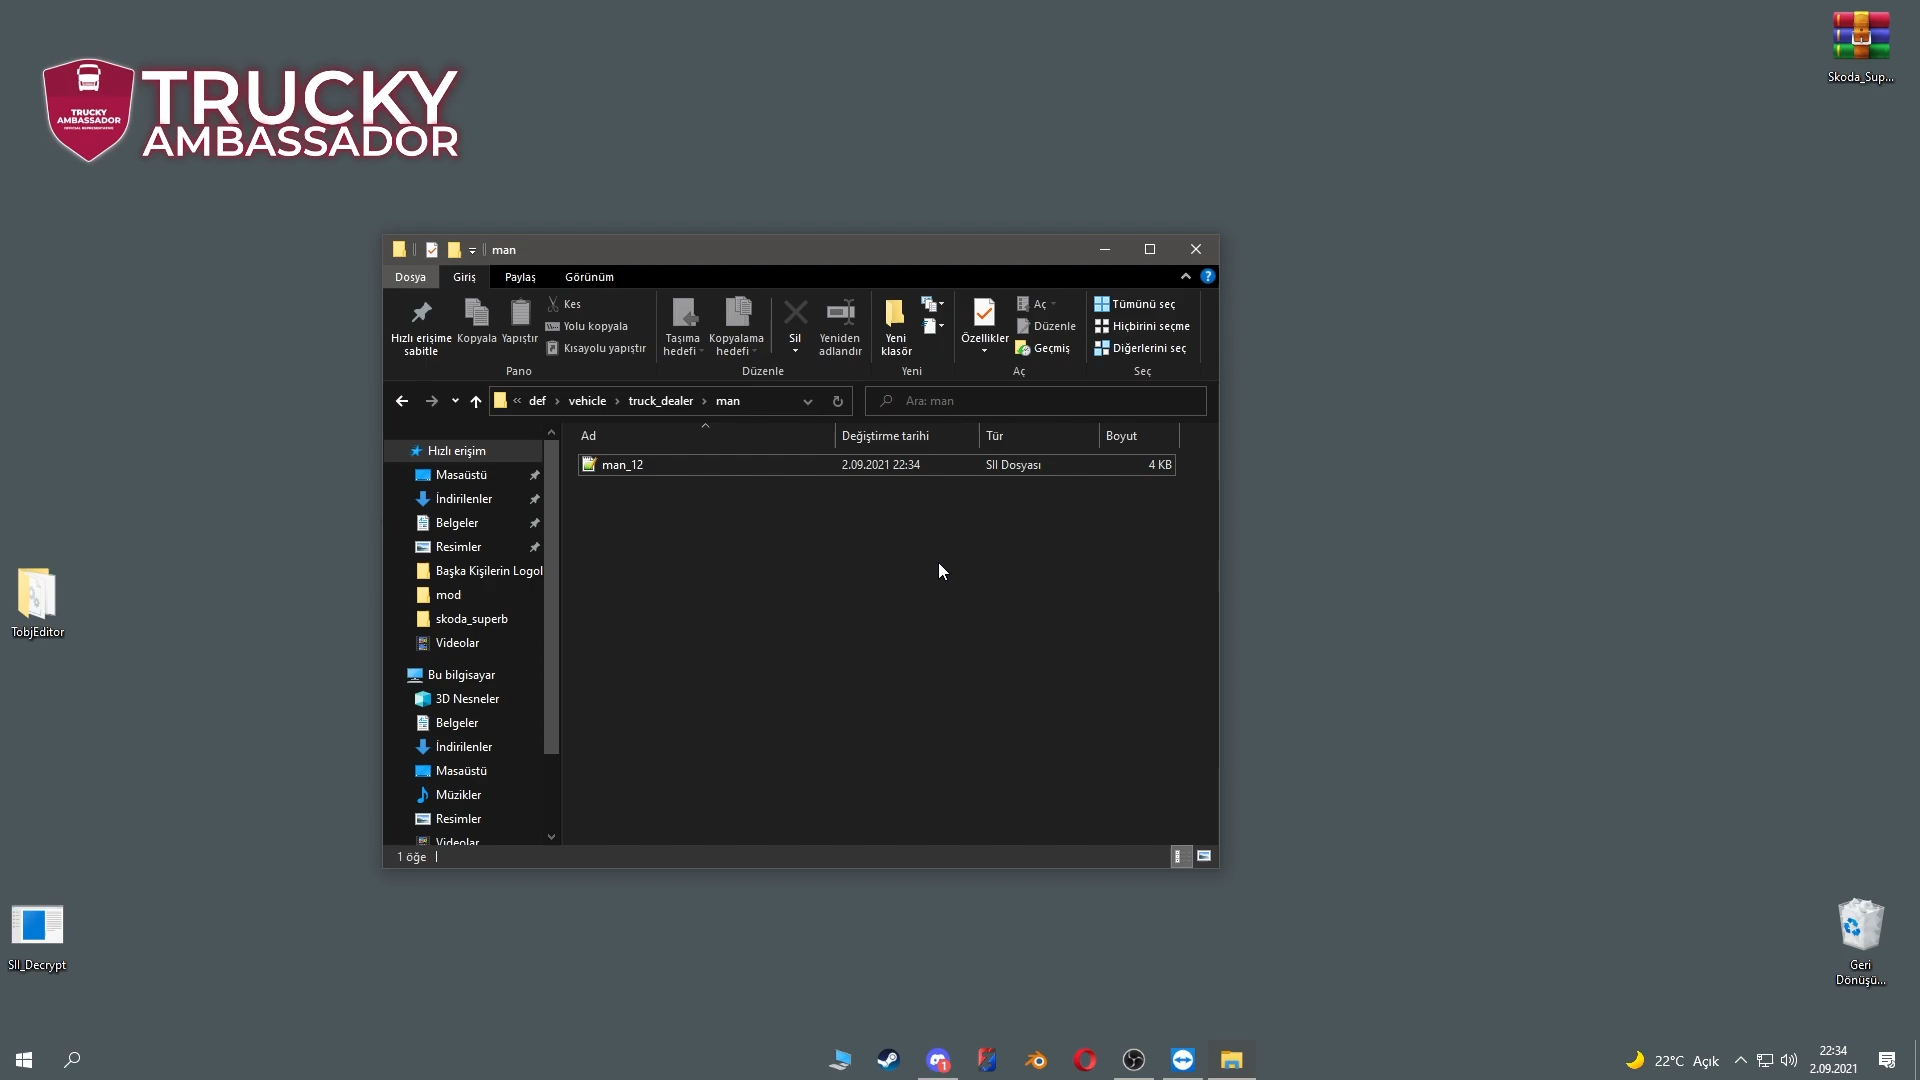 TRUCKY
AMBASSADOR
OFFICIAL REPRESENTATIVE
TRUCKY
AMBASSADOR
Skoda_Sup...
man
Dosya
Giriş
Paylaş
Görünüm
Hızlı erişime
sabitle
Kopyala
Yapıştır
Kes
Yolu kopyala
Kısayolu yapıştır
Pano
Taşıma
hedefi
Kopyalama
hedefi
Sil
Yeniden
adlandır
Düzenle
Yeni
klasör
Yeni
Özellikler
Aç
Düzenle
Geçmiş
Aç
Tümünü seç
Hiçbirini seçme
Diğerlerini seç
Seç
« def › vehicle › truck_dealer › man
Ara: man
Ad
Değiştirme tarihi
Tür
Boyut
man_12
2.09.2021 22:34
SII Dosyası
4 KB
Hızlı erişim
Masaüstü
İndirilenler
Belgeler
Resimler
Başka Kişilerin Logol
mod
skoda_superb
Videolar
Bu bilgisayar
3D Nesneler
Belgeler
İndirilenler
Masaüstü
Müzikler
Resimler
Videolar
1 öğe
TobjEditor
SII_Decrypt
Geri
Dönüşü...
1
22°C Açık
22:34
2.09.2021